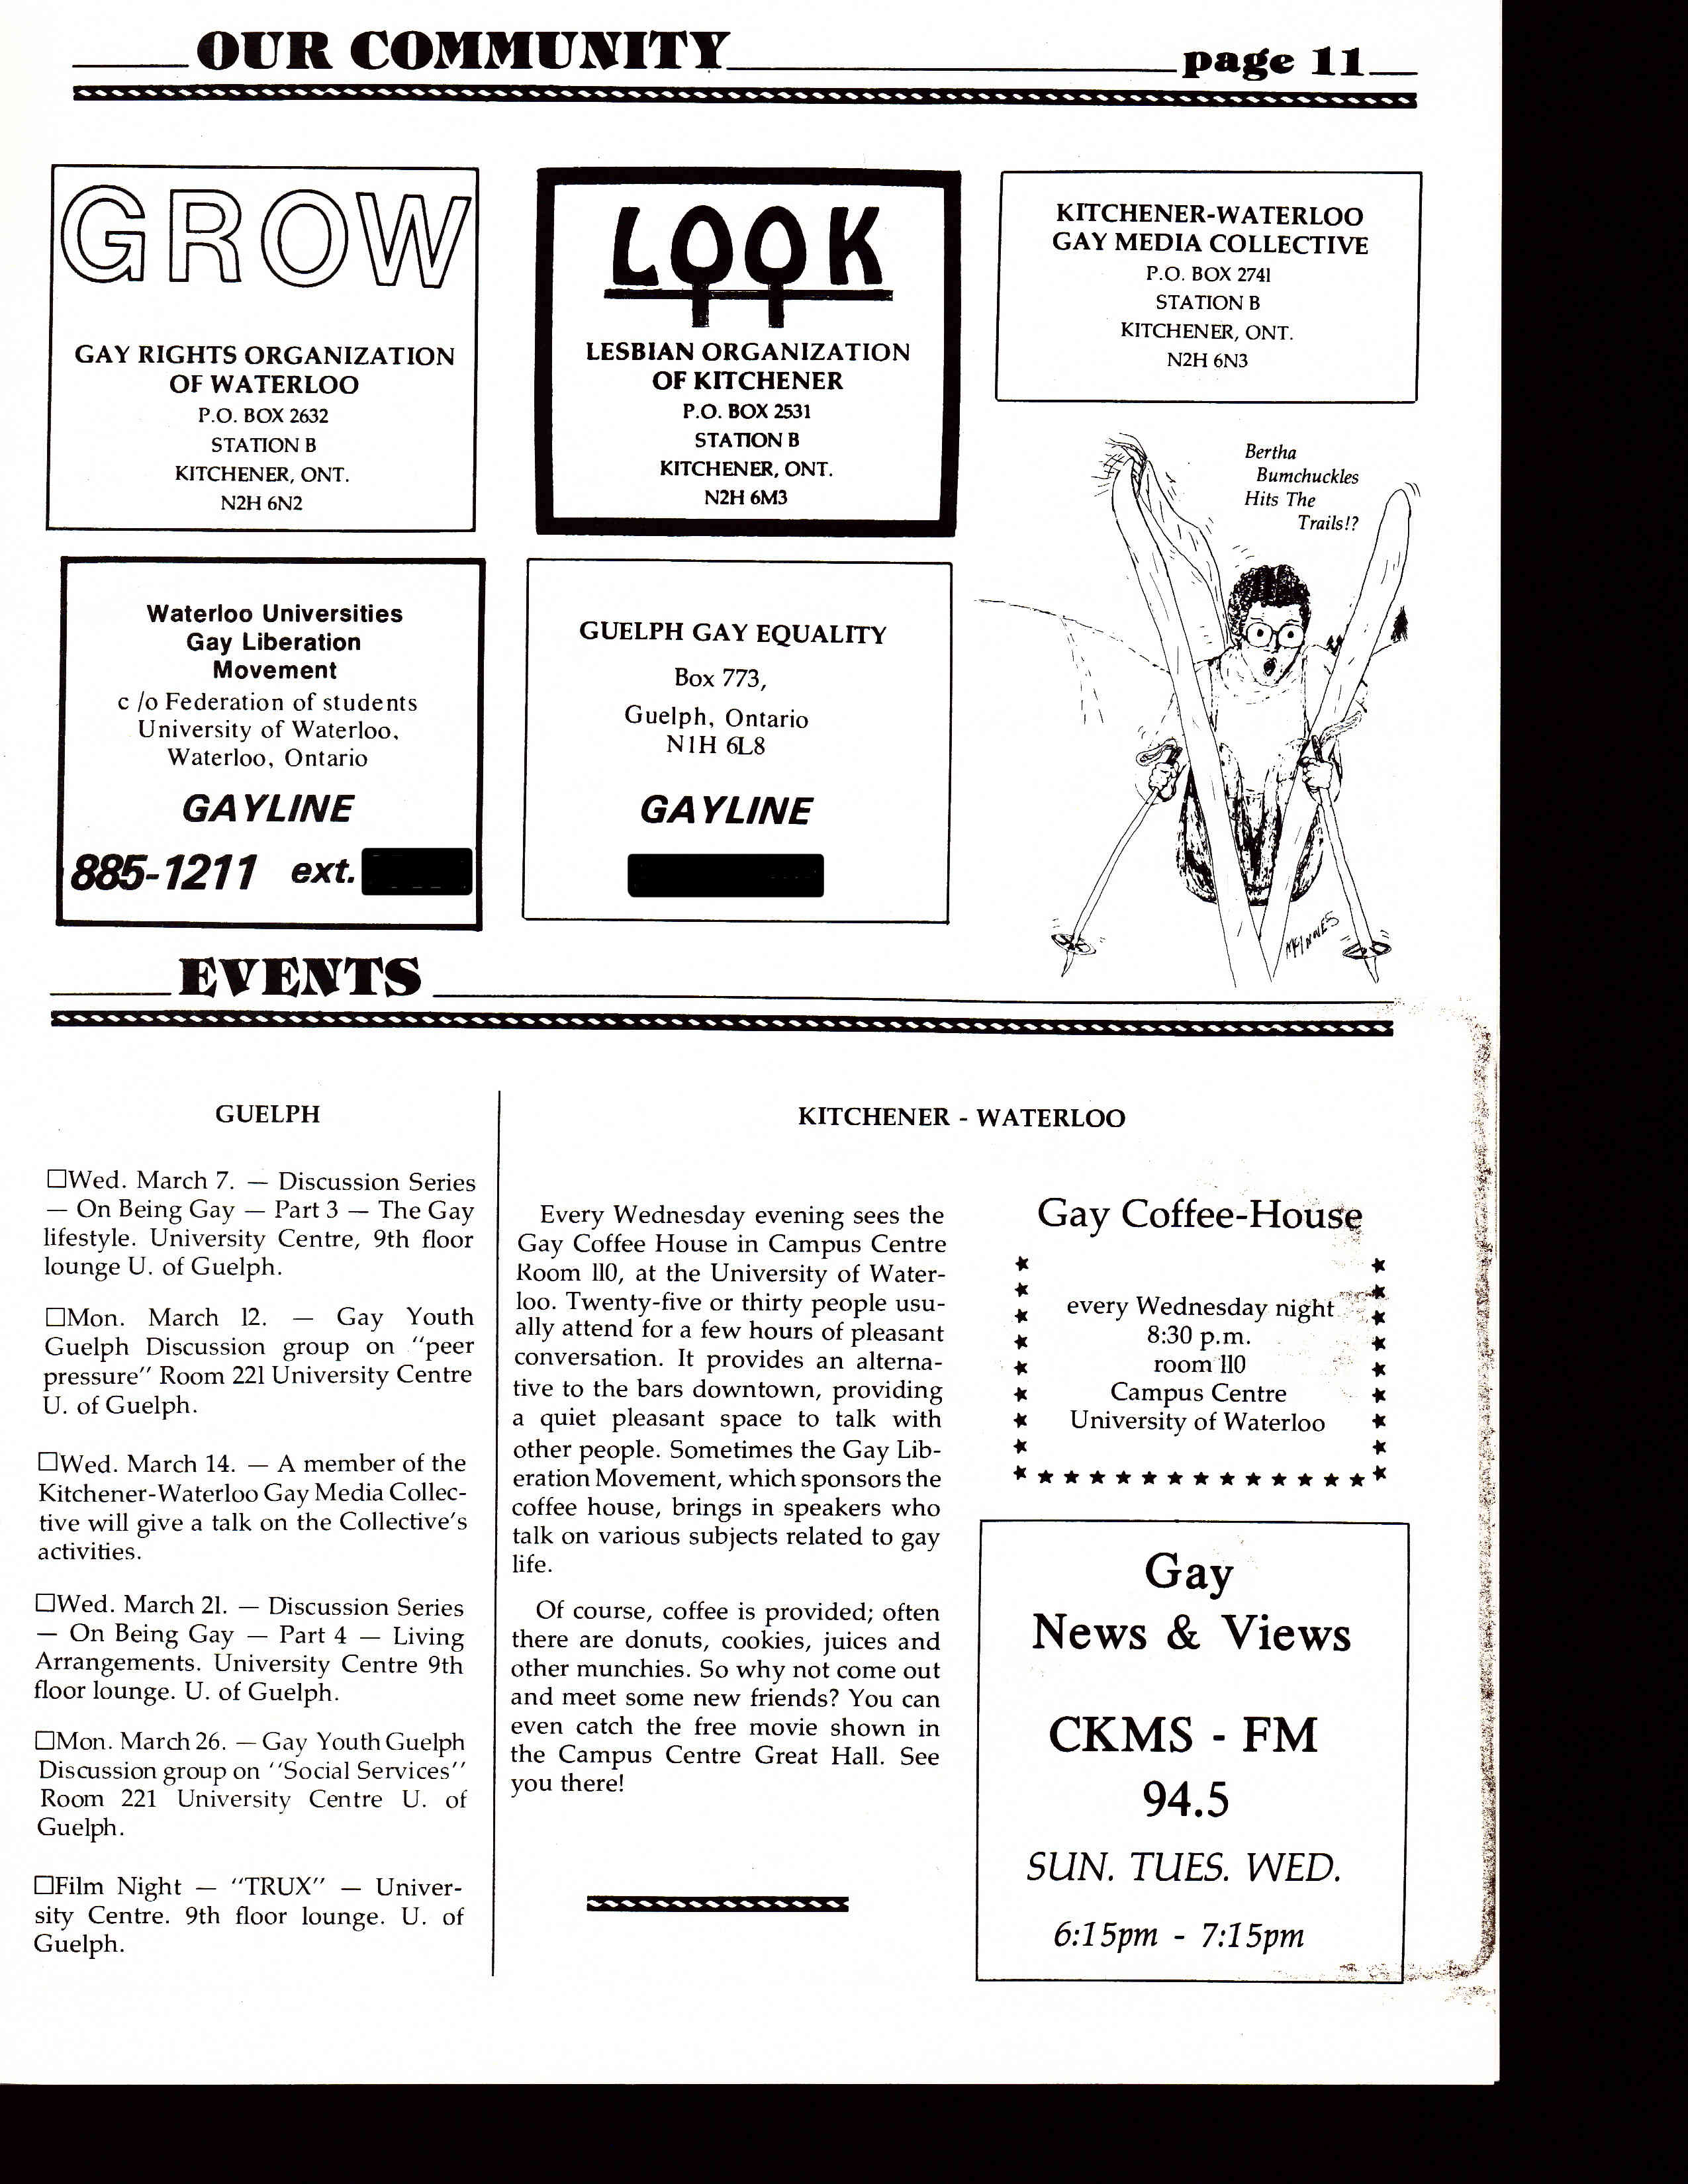 OUR COMMUNITY page 11
GROW
GAY RIGHTS ORGANIZATION
OF WATERLOO
P.O. BOX 2632
STATION B
KITCHENER, ONT.
N2H 6N2
LOOK
LESBIAN ORGANIZATION
OF KITCHENER
P.O. BOX 2531
STATION B
KITCHENER, ONT.
N2H 6M3
KITCHENER-WATERLOO
GAY MEDIA COLLECTIVE
P.O. BOX 2741
STATION B
KITCHENER, ONT.
N2H 6N3
Waterloo Universities
Gay Liberation
Movement
c/o Federation of students
University of Waterloo,
Waterloo, Ontario
GAYLINE
885-1211 ext.
GUELPH GAY EQUALITY
Box 773,
Guelph, Ontario
N1H 6L8
GAYLINE
Bertha
Bumchuckles
Hits The
Trails!?
McINNES
EVENTS
GUELPH
□Wed. March 7. — Discussion Series
— On Being Gay — Part 3 — The Gay
lifestyle. University Centre, 9th floor
lounge U. of Guelph.
□Mon. March 12. — Gay Youth
Guelph Discussion group on "peer
pressure" Room 221 University Centre
U. of Guelph.
□Wed. March 14. — A member of the
Kitchener-Waterloo Gay Media Collec-
tive will give a talk on the Collective's
activities.
□Wed. March 21. — Discussion Series
— On Being Gay — Part 4 — Living
Arrangements. University Centre 9th
floor lounge. U. of Guelph.
□Mon. March 26. — Gay Youth Guelph
Discussion group on "Social Services"
Room 221 University Centre U. of
Guelph.
□Film Night — "TRUX" — Univer-
sity Centre. 9th floor lounge. U. of
Guelph.
KITCHENER - WATERLOO
Every Wednesday evening sees the
Gay Coffee House in Campus Centre
Room 110, at the University of Water-
loo. Twenty-five or thirty people usu-
ally attend for a few hours of pleasant
conversation. It provides an alterna-
tive to the bars downtown, providing
a quiet pleasant space to talk with
other people. Sometimes the Gay Lib-
eration Movement, which sponsors the
coffee house, brings in speakers who
talk on various subjects related to gay
life.
Of course, coffee is provided; often
there are donuts, cookies, juices and
other munchies. So why not come out
and meet some new friends? You can
even catch the free movie shown in
the Campus Centre Great Hall. See
you there!
Gay Coffee-House
every Wednesday night
8:30 p.m.
room 110
Campus Centre
University of Waterloo
Gay
News & Views
CKMS - FM
94.5
SUN. TUES. WED.
6:15pm - 7:15pm